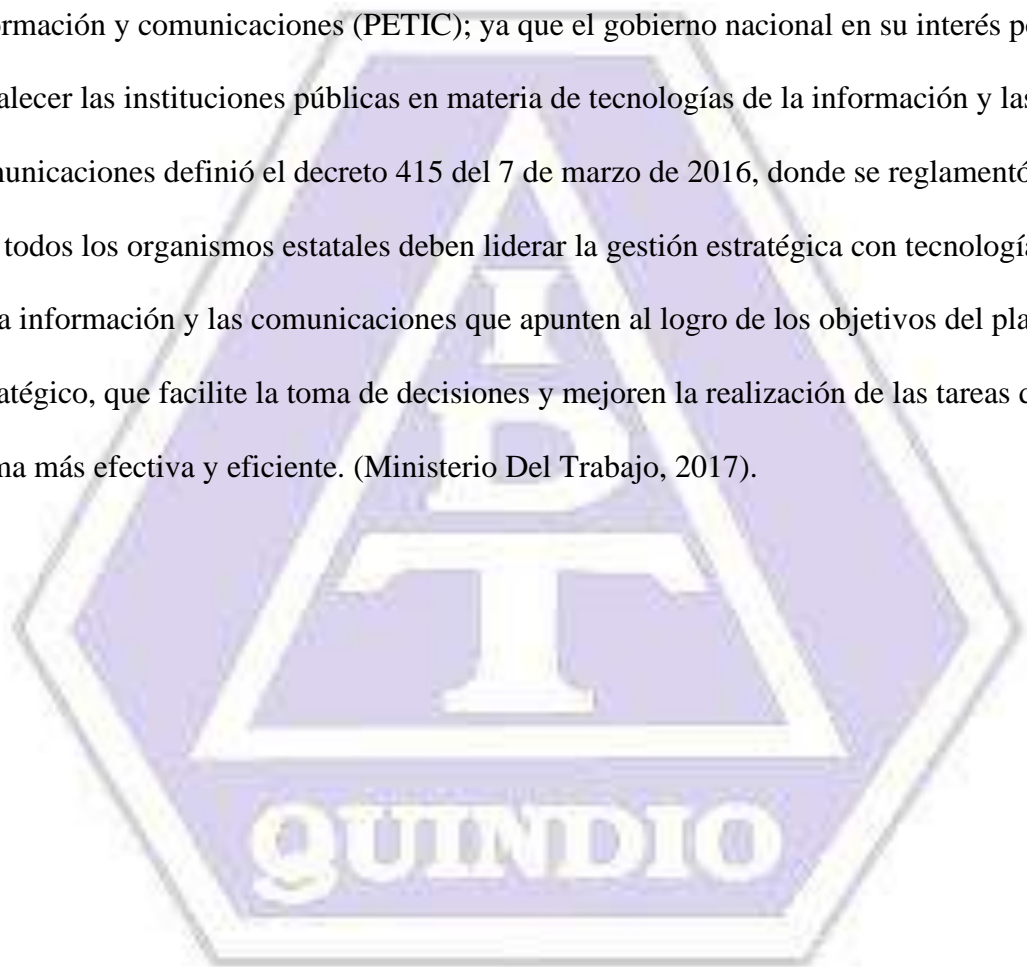 ormación y comunicaciones (PETIC); ya que el gobierno nacional en su interés po
alecer las instituciones públicas en materia de tecnologías de la información y las
unicaciones definió el decreto 415 del 7 de marzo de 2016, donde se reglamentó
todos los organismos estatales deben liderar la gestión estratégica con tecnología
a información y las comunicaciones que apunten al logro de los objetivos del pla
atégico, que facilite la toma de decisiones y mejoren la realización de las tareas d
ma más efectiva y eficiente. (Ministerio Del Trabajo, 2017).
I
D
T
QUINDIO